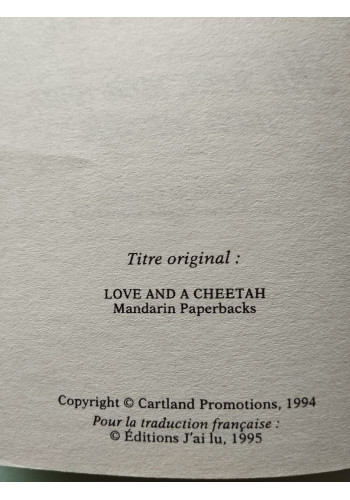 Titre original :
LOVE AND A CHEETAH
Mandarin Paperbacks
Copyright © Cartland Promotions, 1994
Pour la traduction française :
© Éditions J'ai lu, 1995